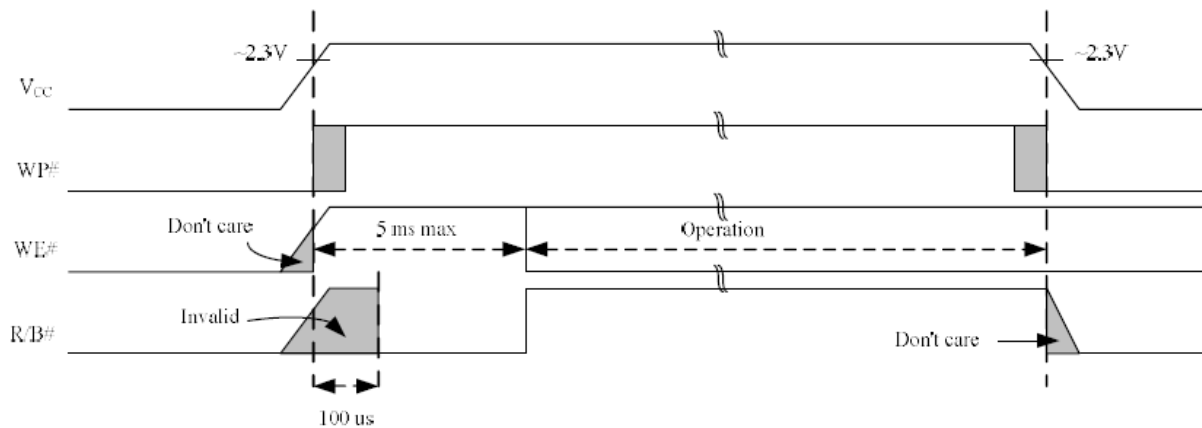 ~2.3V
~2.3V
VCC
WP#
Don't care
5 ms max
Operation
WE#
Invalid
R/B#
Don't care
100 us